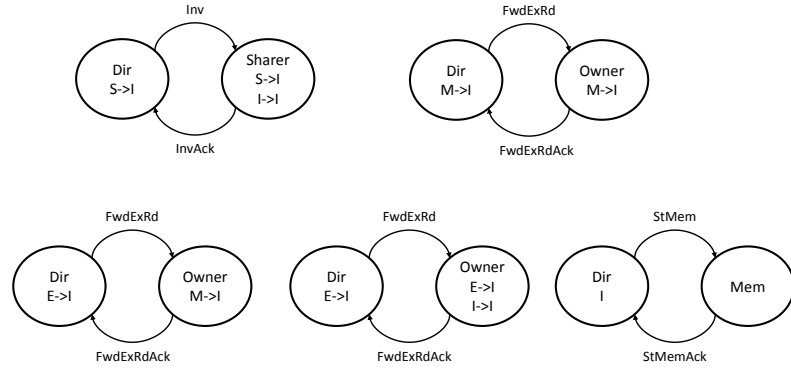 Inv
Dir
S->I
Sharer
S->I
I->I
InvAck
FwdExRd
Dir
M->I
Owner
M->I
FwdExRdAck
FwdExRd
Dir
E->I
Owner
M->I
FwdExRdAck
FwdExRd
Dir
E->I
Owner
E->I
I->I
FwdExRdAck
StMem
Dir
I
Mem
StMemAck